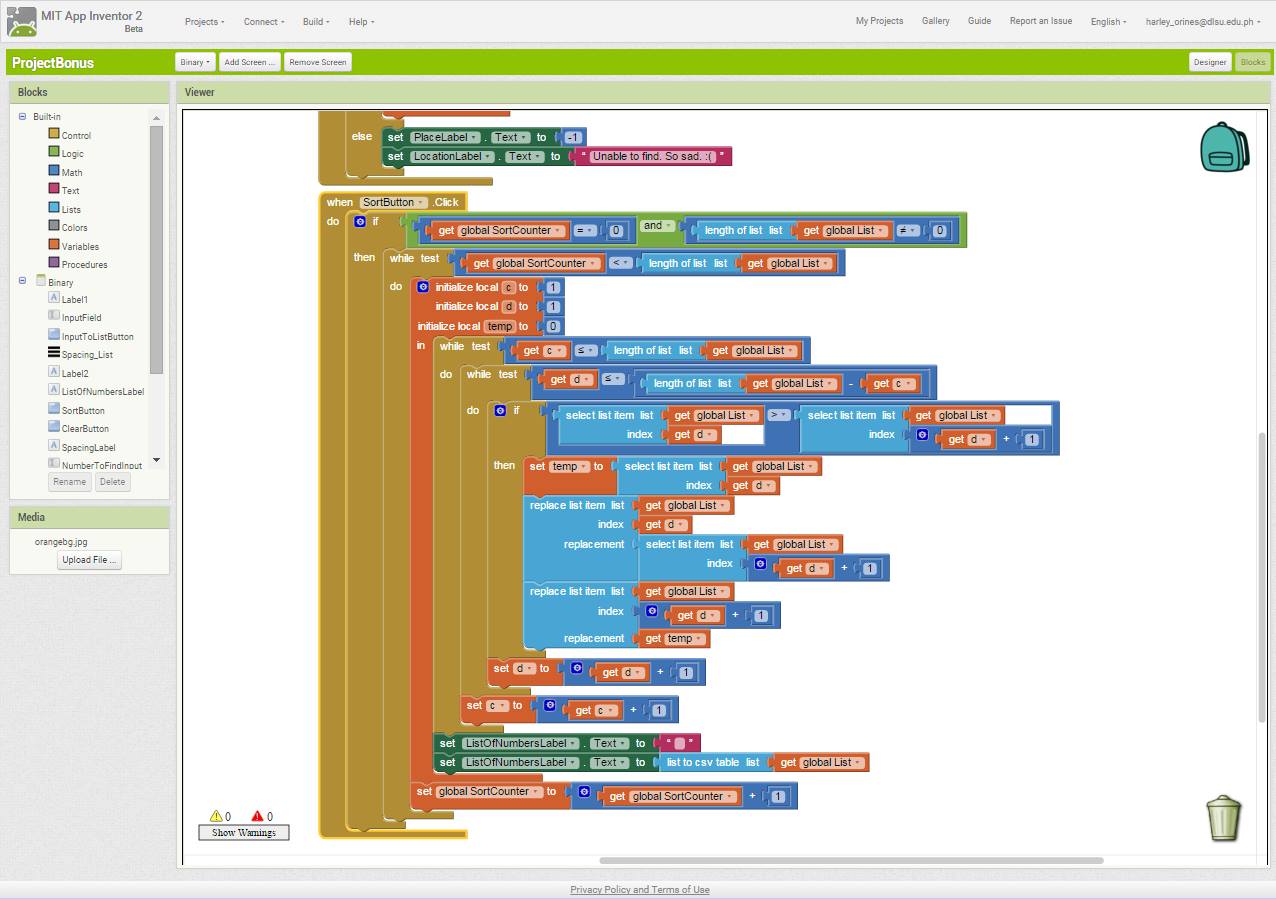 MIT App Inventor 2
Beta
Projects Connect Build Help
My Projects Gallery Guide Report an Issue English harley_orines@dlsu.edu.ph
ProjectBonus
Binary Add Screen ... Remove Screen
Designer Blocks
Blocks
Viewer
Built-in
Control
Logic
Math
Text
Lists
Colors
Variables
Procedures
Binary
Label1
InputField
InputToListButton
Spacing_List
Label2
ListOfNumbersLabel
SortButton
ClearButton
SpacingLabel
NumberToFindInput
Rename Delete
Media
orangebg.jpg
Upload File ...
else set PlaceLabel . Text to -1
set LocationLabel . Text to " Unable to find. So sad. :( "
when SortButton .Click
do if get global SortCounter = 0 and length of list list get global List ≠ 0
then while test get global SortCounter < length of list list get global List
do initialize local c to 1
initialize local d to 1
initialize local temp to 0
in while test get c ≤ length of list list get global List
do while test get d ≤ length of list list get global List - get c
do if select list item list get global List > select list item list get global List
index get d index get d + 1
then set temp to select list item list get global List
index get d
replace list item list get global List
index get d
replacement select list item list get global List
index get d + 1
replace list item list get global List
index get d + 1
replacement get temp
set d to get d + 1
set c to get c + 1
set ListOfNumbersLabel . Text to " "
set ListOfNumbersLabel . Text to list to csv table list get global List
set global SortCounter to get global SortCounter + 1
0 0
Show Warnings
Privacy Policy and Terms of Use